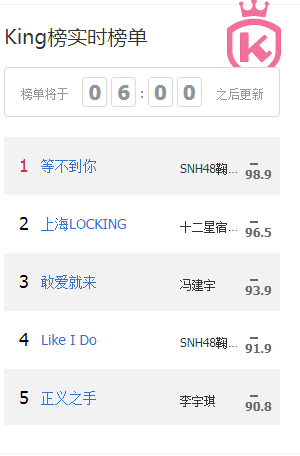 King榜实时榜单
榜单将于 06:00 之后更新
1 等不到你 SNH48鞠... 98.9
2 上海LOCKING 十二星宿... 96.5
3 敢爱就来 冯建宇 93.9
4 Like I Do SNH48鞠... 91.9
5 正义之手 李宇琪 90.8